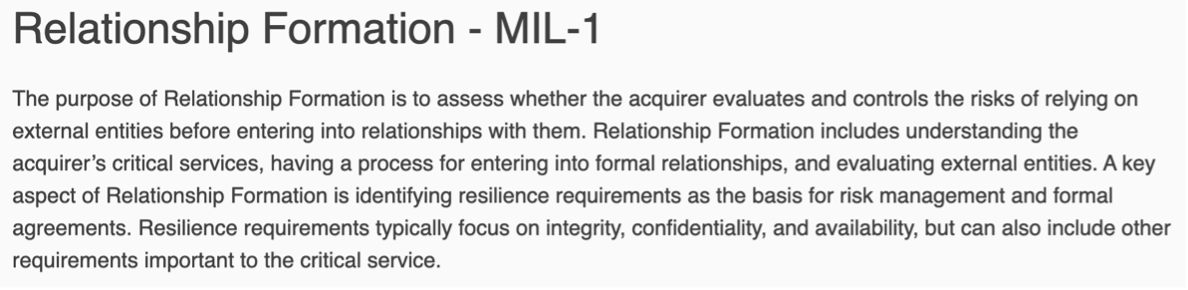 Relationship Formation - MIL-1
The purpose of Relationship Formation is to assess whether the acquirer evaluates and controls the risks of relying on
external entities before entering into relationships with them. Relationship Formation includes understanding the
acquirer’s critical services, having a process for entering into formal relationships, and evaluating external entities. A key
aspect of Relationship Formation is identifying resilience requirements as the basis for risk management and formal
agreements. Resilience requirements typically focus on integrity, confidentiality, and availability, but can also include other
requirements important to the critical service.